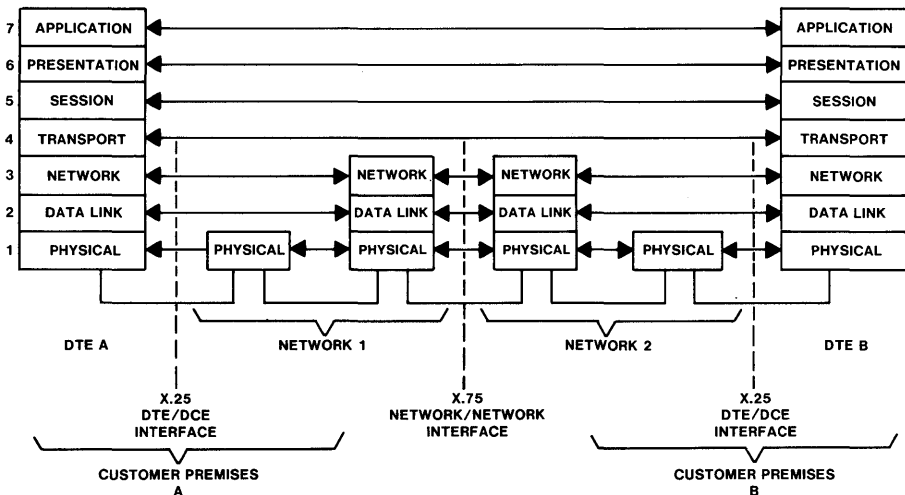 7 APPLICATION APPLICATION
6 PRESENTATION PRESENTATION
5 SESSION SESSION
4 TRANSPORT TRANSPORT
3 NETWORK NETWORK NETWORK NETWORK
2 DATA LINK DATA LINK DATA LINK DATA LINK
1 PHYSICAL PHYSICAL PHYSICAL PHYSICAL PHYSICAL PHYSICAL
DTE A NETWORK 1 NETWORK 2 DTE B
X.25
DTE/DCE
INTERFACE
X.75
NETWORK/NETWORK
INTERFACE
X.25
DTE/DCE
INTERFACE
CUSTOMER PREMISES
A
CUSTOMER PREMISES
B